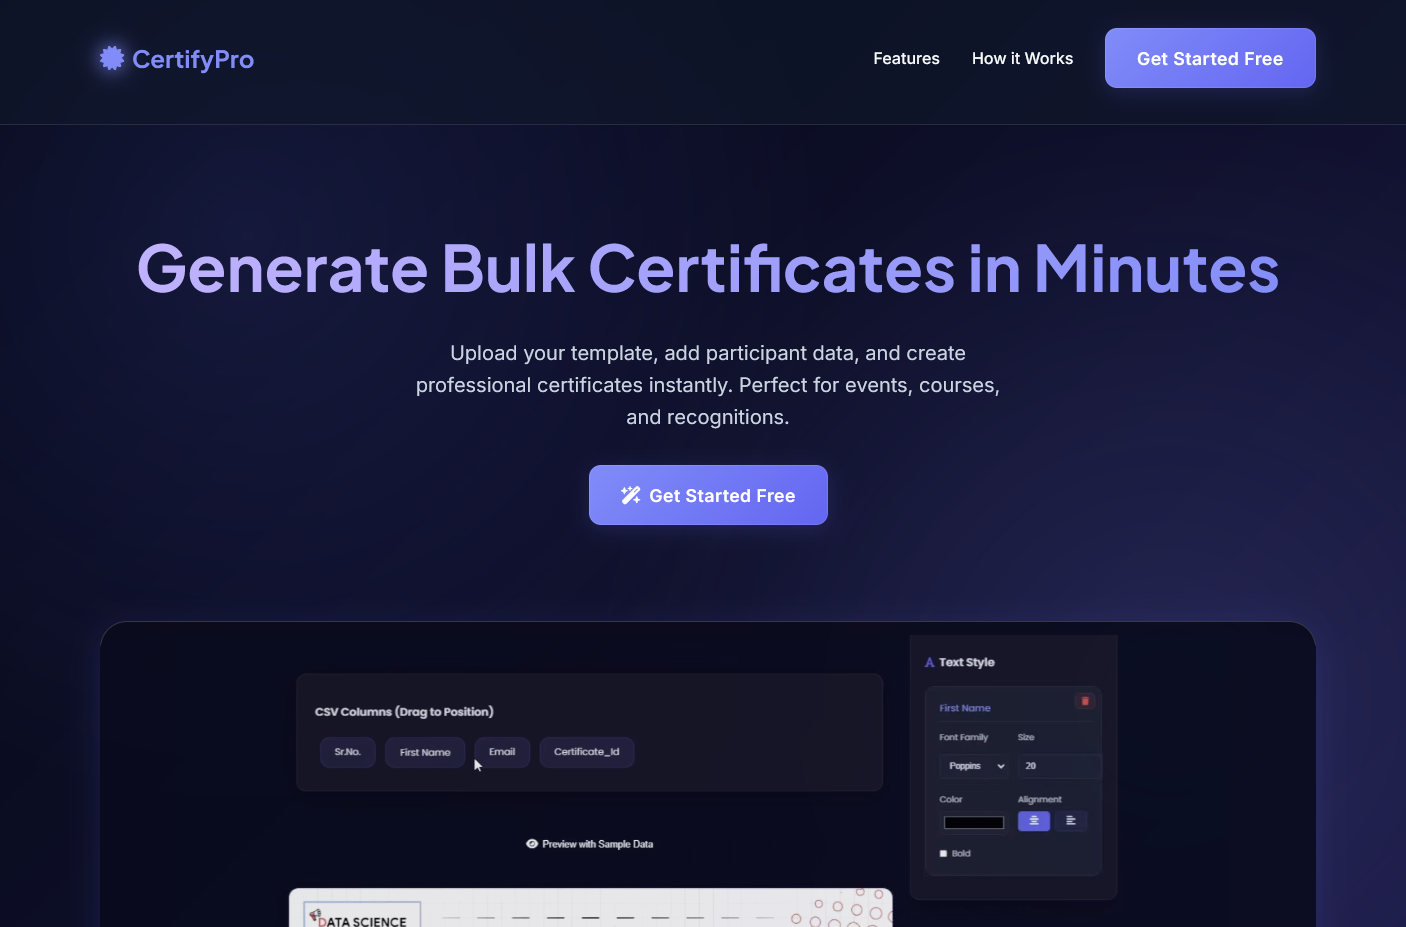 CertifyPro
Features
How it Works
Get Started Free
Generate Bulk Certificates in Minutes
Upload your template, add participant data, and create
professional certificates instantly. Perfect for events, courses,
and recognitions.
Get Started Free
CSV Columns (Drag to Position)
Sr.No.
First Name
Email
Certificate_Id
Preview with Sample Data
DATA SCIENCE
A Text Style
First Name
Font Family
Size
Poppins
20
Color
Alignment
Bold